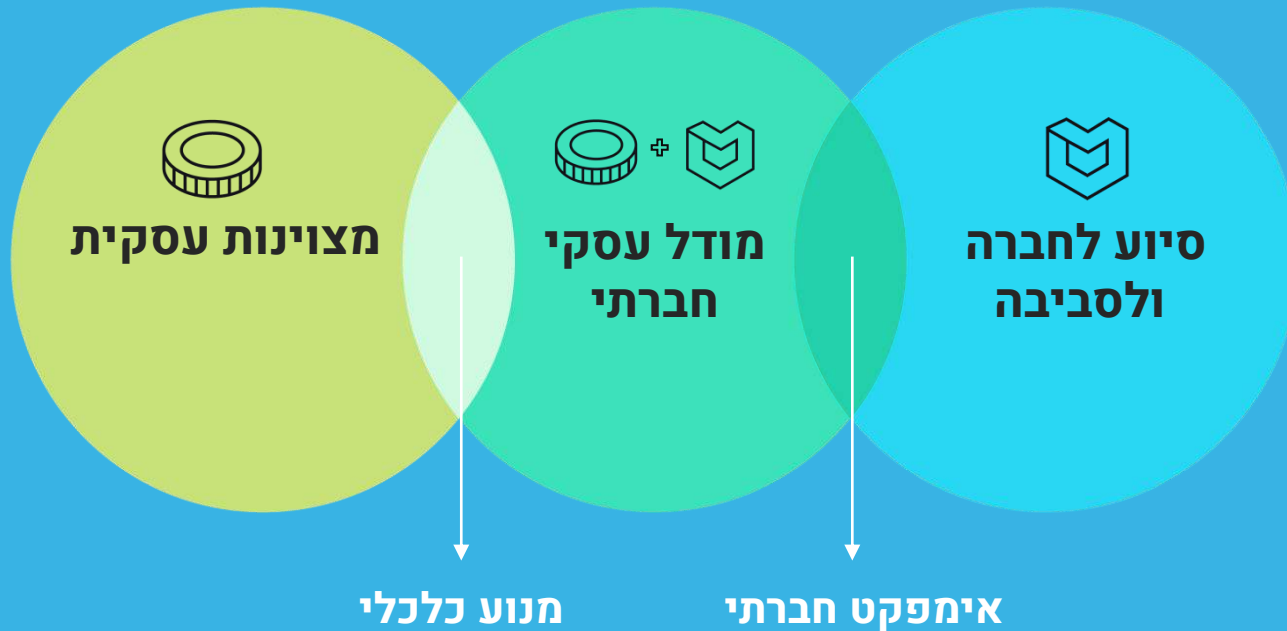 סיוע לחברה
ולסביבה
מודל עסקי
חברתי
מצוינות עסקית
אימפקט חברתי
מנוע כלכלי